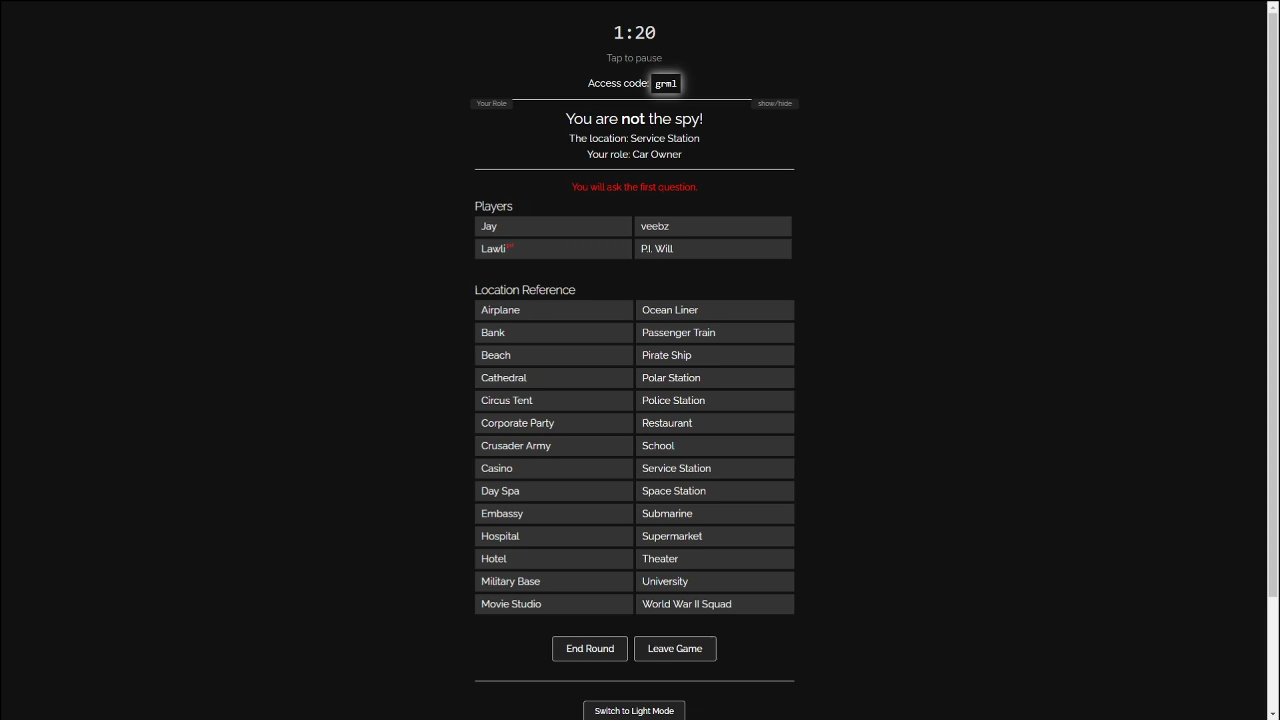 1:20
Tap to pause
Access code: grml
Your Role
show/hide
You are not the spy!
The location: Service Station
Your role: Car Owner
You will ask the first question.
Players
Jay
veebz
Lawli 1st
P.I. Will
Location Reference
Airplane
Ocean Liner
Bank
Passenger Train
Beach
Pirate Ship
Cathedral
Polar Station
Circus Tent
Police Station
Corporate Party
Restaurant
Crusader Army
School
Casino
Service Station
Day Spa
Space Station
Embassy
Submarine
Hospital
Supermarket
Hotel
Theater
Military Base
University
Movie Studio
World War II Squad
End Round
Leave Game
Switch to Light Mode